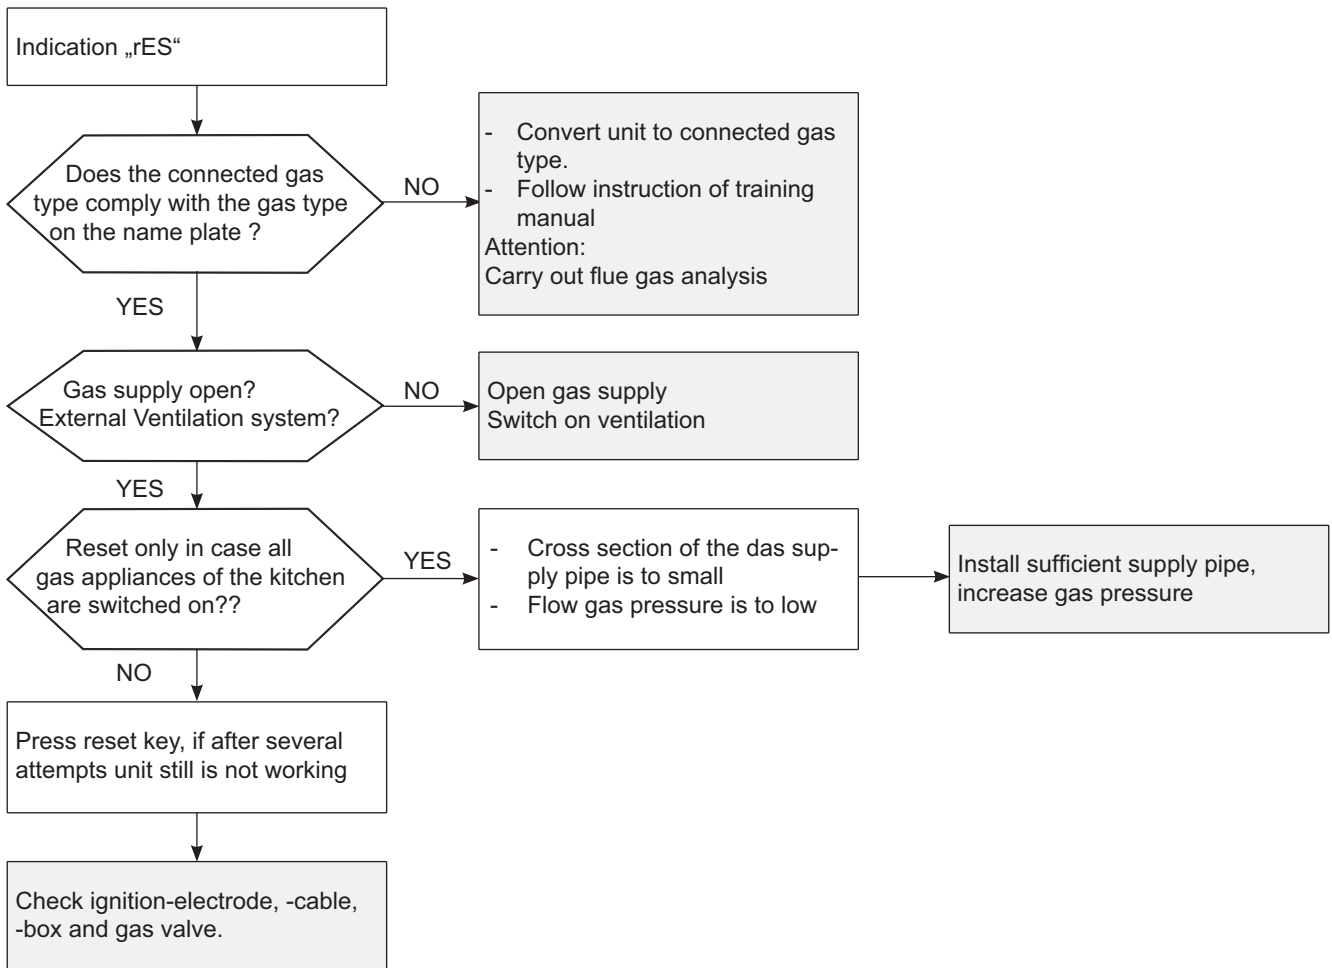 Indication „rES“
Does the connected gas
type comply with the gas type
on the name plate ?
NO
- Convert unit to connected gas
type.
- Follow instruction of training
manual
Attention:
Carry out flue gas analysis
YES
Gas supply open?
External Ventilation system?
NO
Open gas supply
Switch on ventilation
YES
Reset only in case all
gas appliances of the kitchen
are switched on??
YES
- Cross section of the das sup-
ply pipe is to small
- Flow gas pressure is to low
Install sufficient supply pipe,
increase gas pressure
NO
Press reset key, if after several
attempts unit still is not working
Check ignition-electrode, -cable,
-box and gas valve.